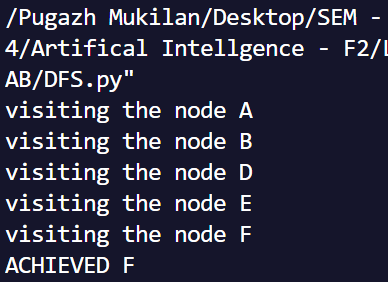 /Pugazh Mukilan/Desktop/SEM -
4/Artifical Intellgence - F2/L
AB/DFS.py"
visiting the node A
visiting the node B
visiting the node D
visiting the node E
visiting the node F
ACHIEVED F